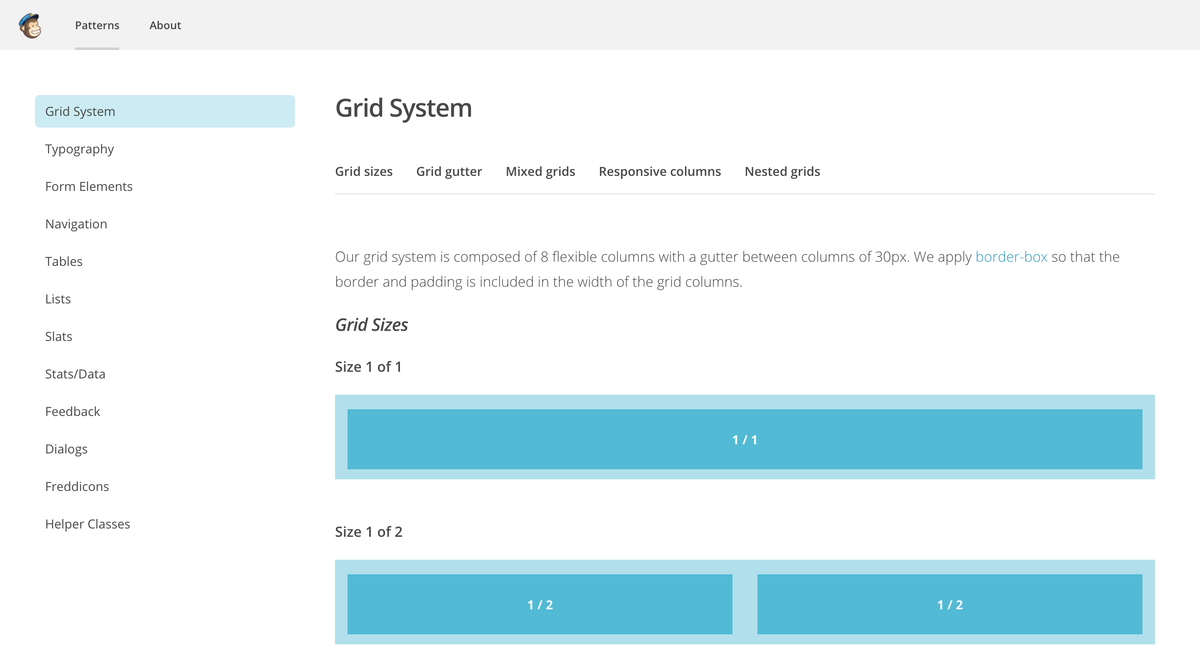 Patterns About
Grid System
Typography
Form Elements
Navigation
Tables
Lists
Slats
Stats/Data
Feedback
Dialogs
Freddicons
Helper Classes
Grid System
Grid sizes Grid gutter Mixed grids Responsive columns Nested grids
Our grid system is composed of 8 flexible columns with a gutter between columns of 30px. We apply border-box so that the
border and padding is included in the width of the grid columns.
Grid Sizes
Size 1 of 1
1 / 1
Size 1 of 2
1 / 2 1 / 2